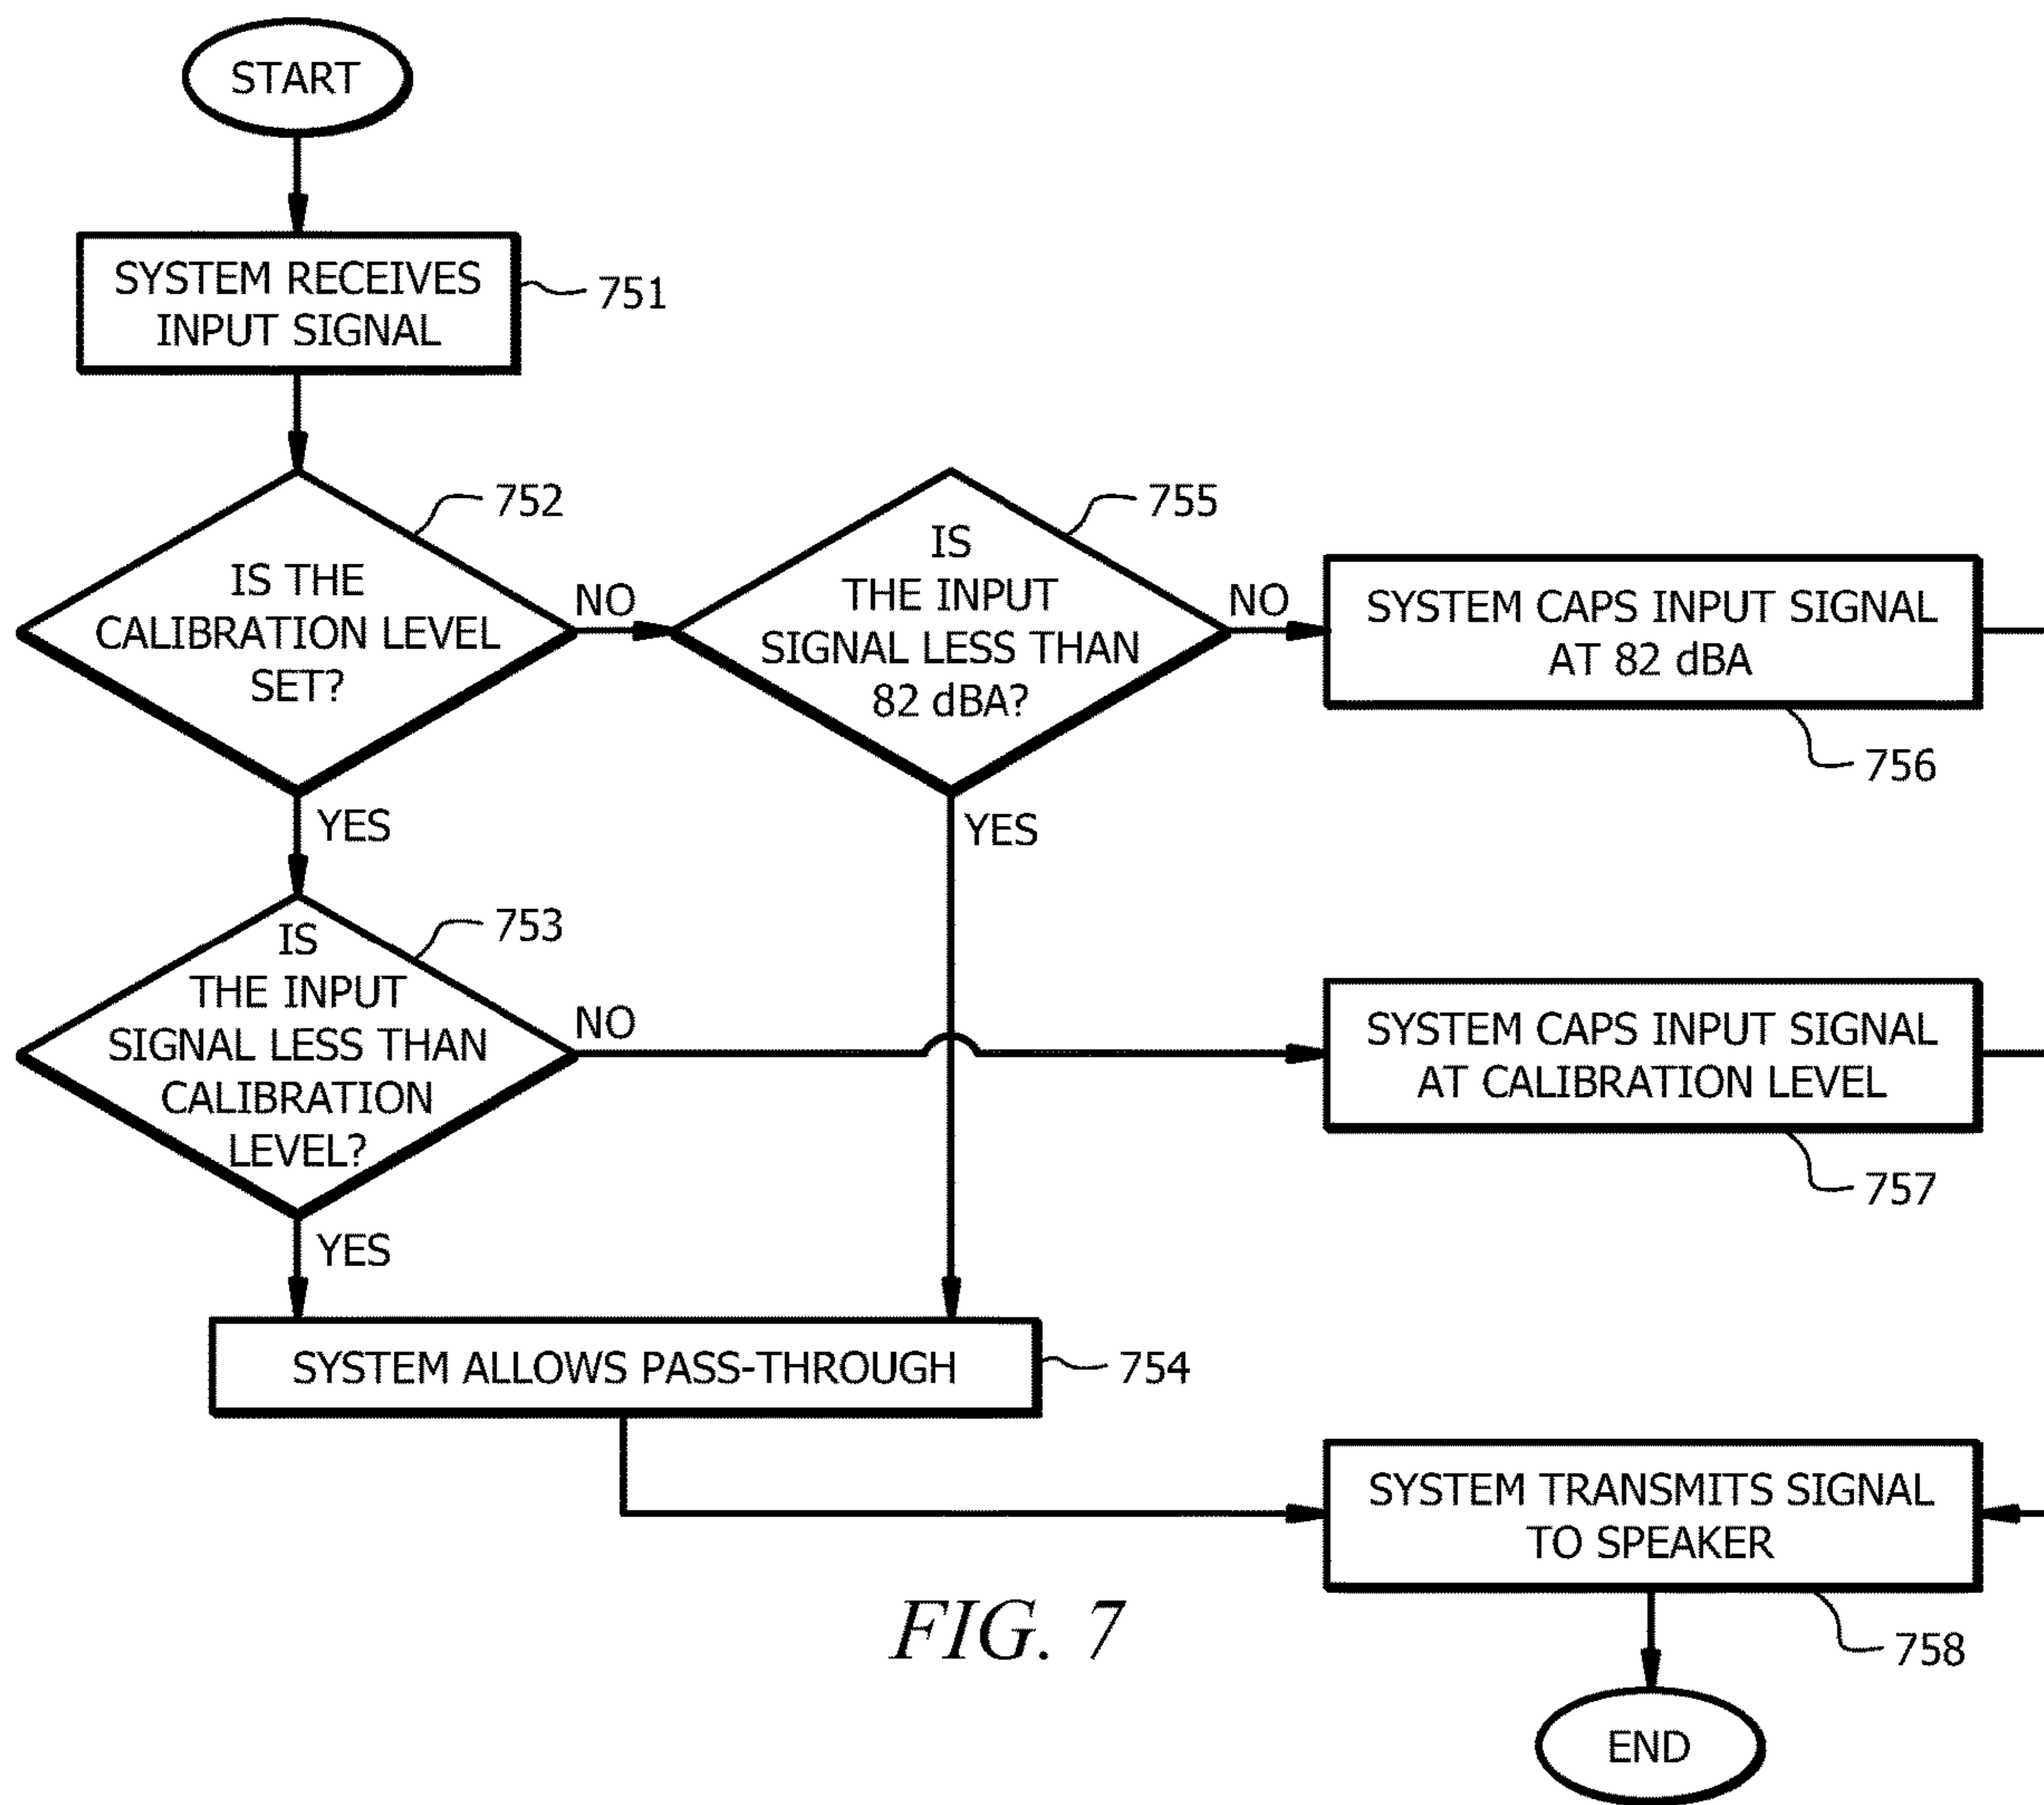 START
SYSTEM RECEIVES
INPUT SIGNAL
751
752
IS THE
CALIBRATION LEVEL
SET?
NO
YES
755
IS
THE INPUT
SIGNAL LESS THAN
82 dBA?
NO
YES
SYSTEM CAPS INPUT SIGNAL
AT 82 dBA
756
753
IS
THE INPUT
SIGNAL LESS THAN
CALIBRATION
LEVEL?
NO
YES
SYSTEM CAPS INPUT SIGNAL
AT CALIBRATION LEVEL
757
SYSTEM ALLOWS PASS-THROUGH
754
SYSTEM TRANSMITS SIGNAL
TO SPEAKER
758
END
FIG. 7